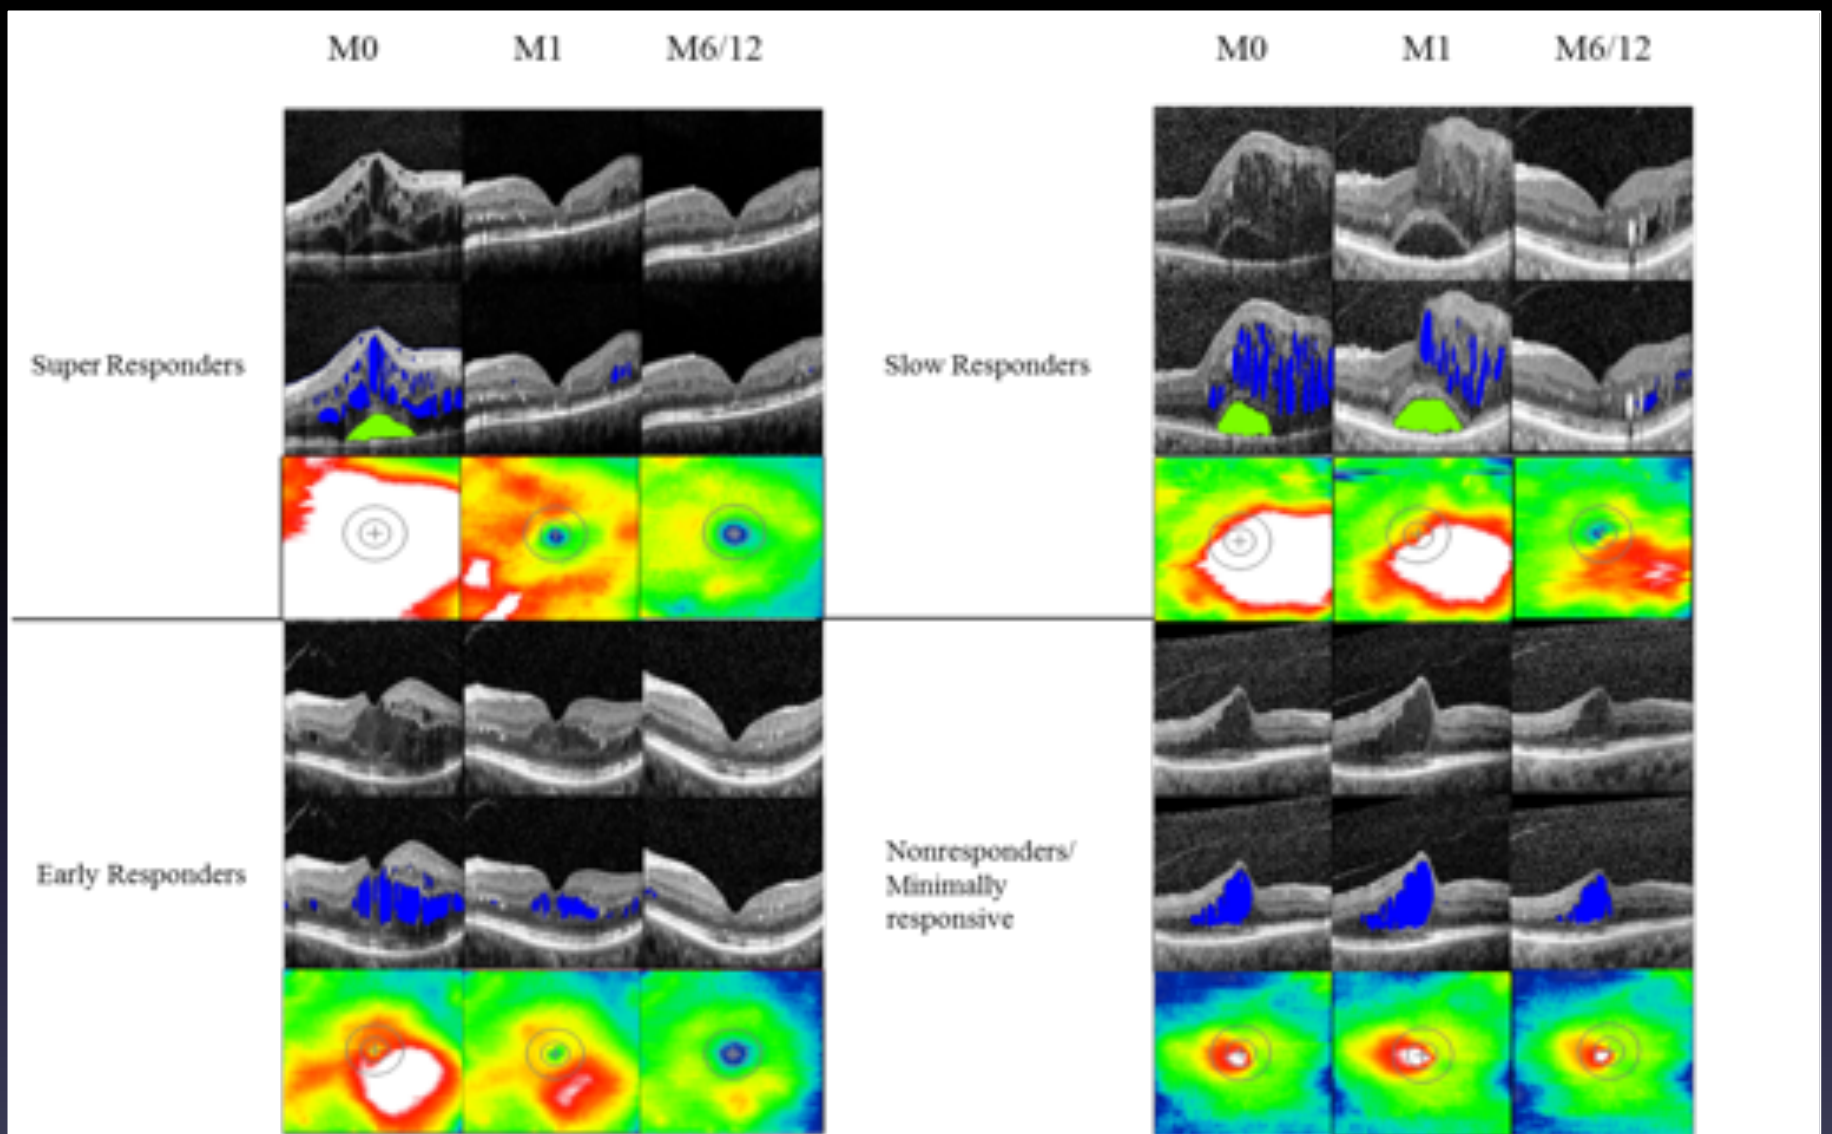 M0 M1 M6/12
M0 M1 M6/12
Super Responders
Slow Responders
Early Responders
Nonresponders/
Minimally
responsive